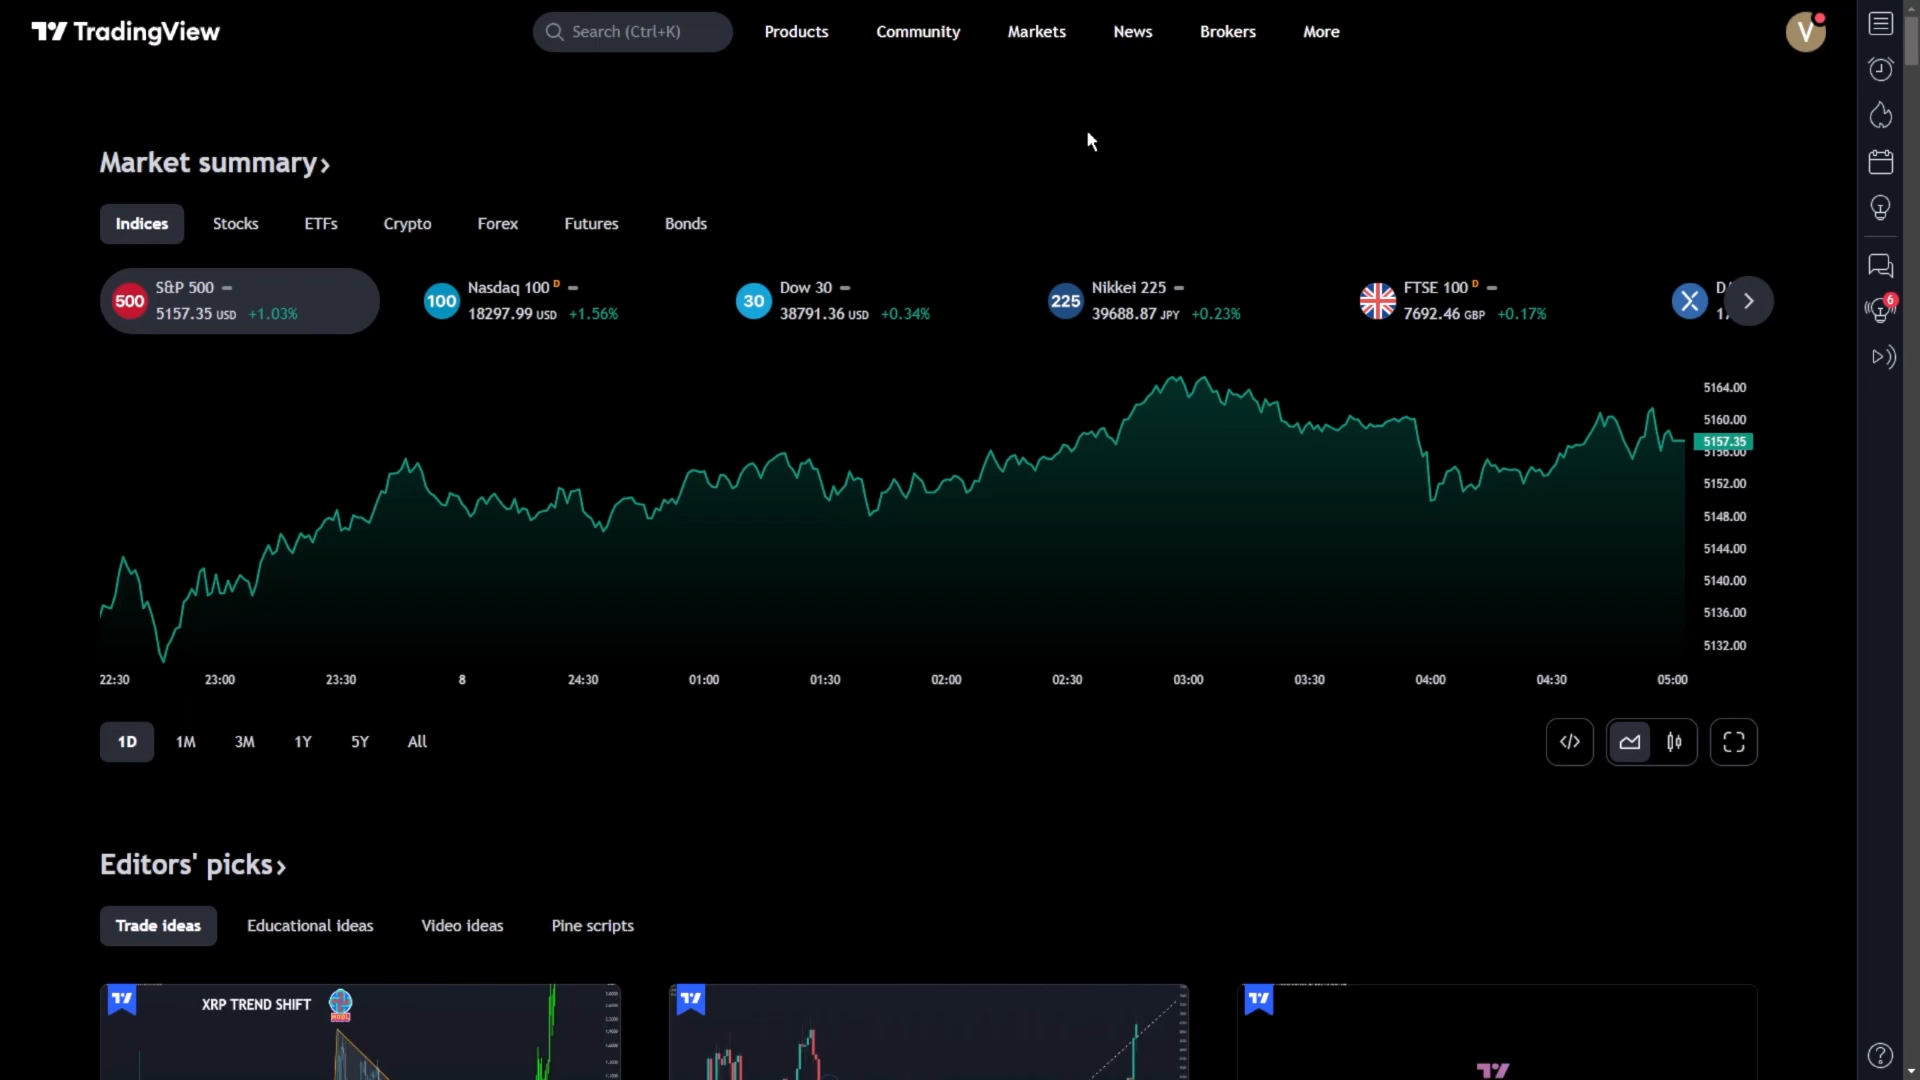 TradingView
Search (Ctrl+K)
Products
Community
Markets
News
Brokers
More
V
Market summary
Indices
Stocks
ETFs
Crypto
Forex
Futures
Bonds
500
S&P 500
5157.35 USD +1.03%
100
Nasdaq 100 D
18297.99 USD +1.56%
30
Dow 30
38791.36 USD +0.34%
225
Nikkei 225
39688.87 JPY +0.23%
FTSE 100 D
7692.46 GBP +0.17%
6
5164.00
5160.00
5157.35
5156.00
5152.00
5148.00
5144.00
5140.00
5136.00
5132.00
22:30
23:00
23:30
8
24:30
01:00
01:30
02:00
02:30
03:00
03:30
04:00
04:30
05:00
1D
1M
3M
1Y
5Y
All
Editors' picks
Trade ideas
Educational ideas
Video ideas
Pine scripts
XRP TREND SHIFT